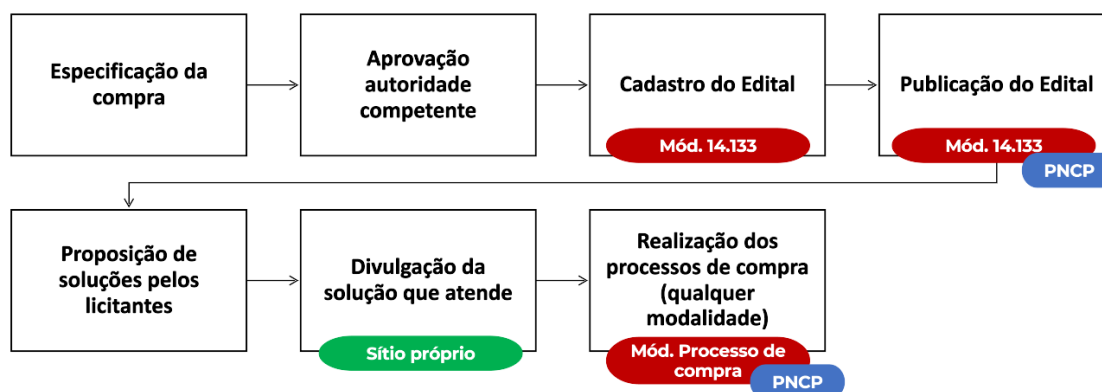 Especificação da
compra
Aprovação
autoridade
competente
Cadastro do Edital
Mód. 14.133
Publicação do Edital
Mód. 14.133
PNCP
Proposição de
soluções pelos
licitantes
Divulgação da
solução que atende
Sítio próprio
Realização dos
processos de compra
(qualquer
modalidade)
Mód. Processo de
compra
PNCP